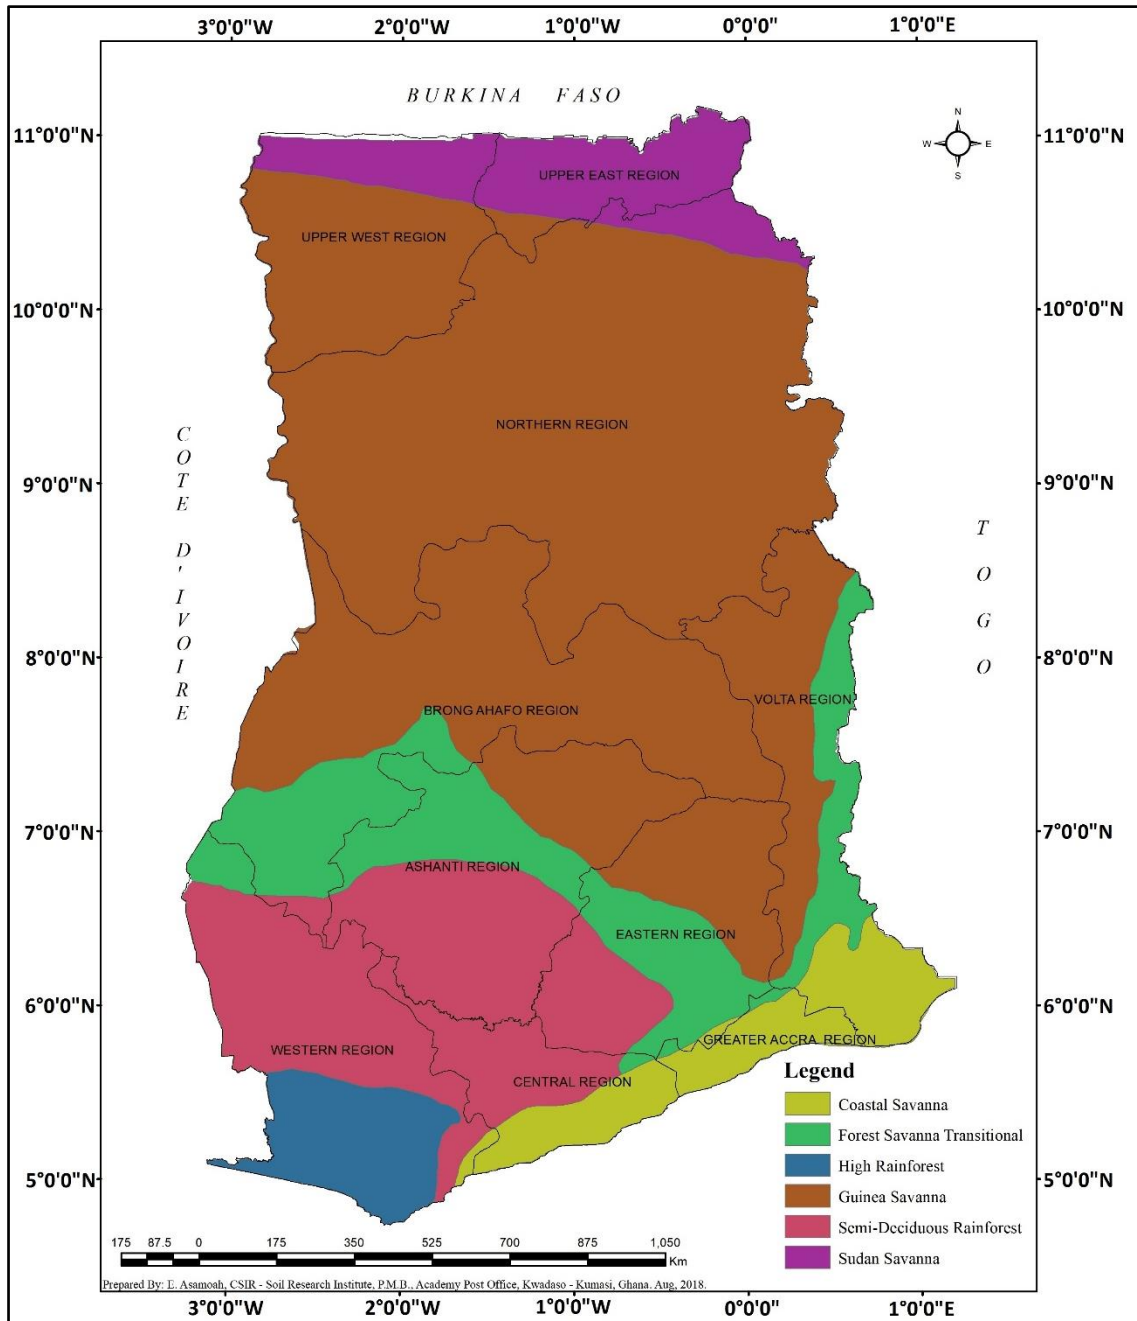 3°0'0"W 2°0'0"W 1°0'0"W 0°0'0" 1°0'0"E
BURKINA FASO
N
W E
S
11°0'0"N 11°0'0"N
UPPER EAST REGION
UPPER WEST REGION
10°0'0"N 10°0'0"N
NORTHERN REGION
COTE D'IVOIRE
9°0'0"N 9°0'0"N
TOGO
8°0'0"N 8°0'0"N
VOLTA REGION
BRONG AHAFO REGION
7°0'0"N 7°0'0"N
ASHANTI REGION
EASTERN REGION
6°0'0"N 6°0'0"N
GREATER ACCRA REGION
WESTERN REGION
CENTRAL REGION
5°0'0"N 5°0'0"N
Legend
Coastal Savanna
Forest Savanna Transitional
High Rainforest
Guinea Savanna
Semi-Deciduous Rainforest
Sudan Savanna
175 87.5 0 175 350 525 700 875 1,050
Km
Prepared By: E. Asamoah, CSIR - Soil Research Institute, P.M.B., Academy Post Office, Kwadaso - Kumasi, Ghana. Aug, 2018.
3°0'0"W 2°0'0"W 1°0'0"W 0°0'0" 1°0'0"E